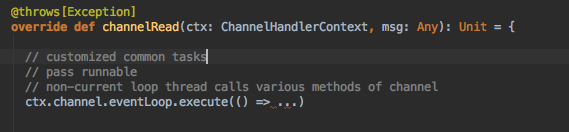 @throws[Exception]
override def channelRead(ctx: ChannelHandlerContext, msg: Any): Unit = {
// customized common tasks
// pass runnable
// non-current loop thread calls various methods of channel
ctx.channel.eventLoop.execute(() => ...)